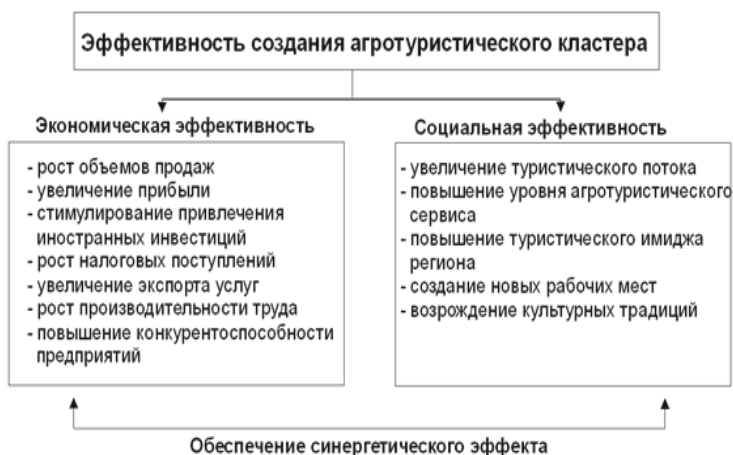 Эффективность создания агротуристического кластера
Экономическая эффективность
- рост объемов продаж
- увеличение прибыли
- стимулирование привлечения
иностранных инвестиций
- рост налоговых поступлений
- увеличение экспорта услуг
- рост производительности труда
- повышение конкурентоспособности
предприятий
Социальная эффективность
- увеличение туристического потока
- повышение уровня агротуристического
сервиса
- повышение туристического имиджа
региона
- создание новых рабочих мест
- возрождение культурных традиций
Обеспечение синергетического эффекта